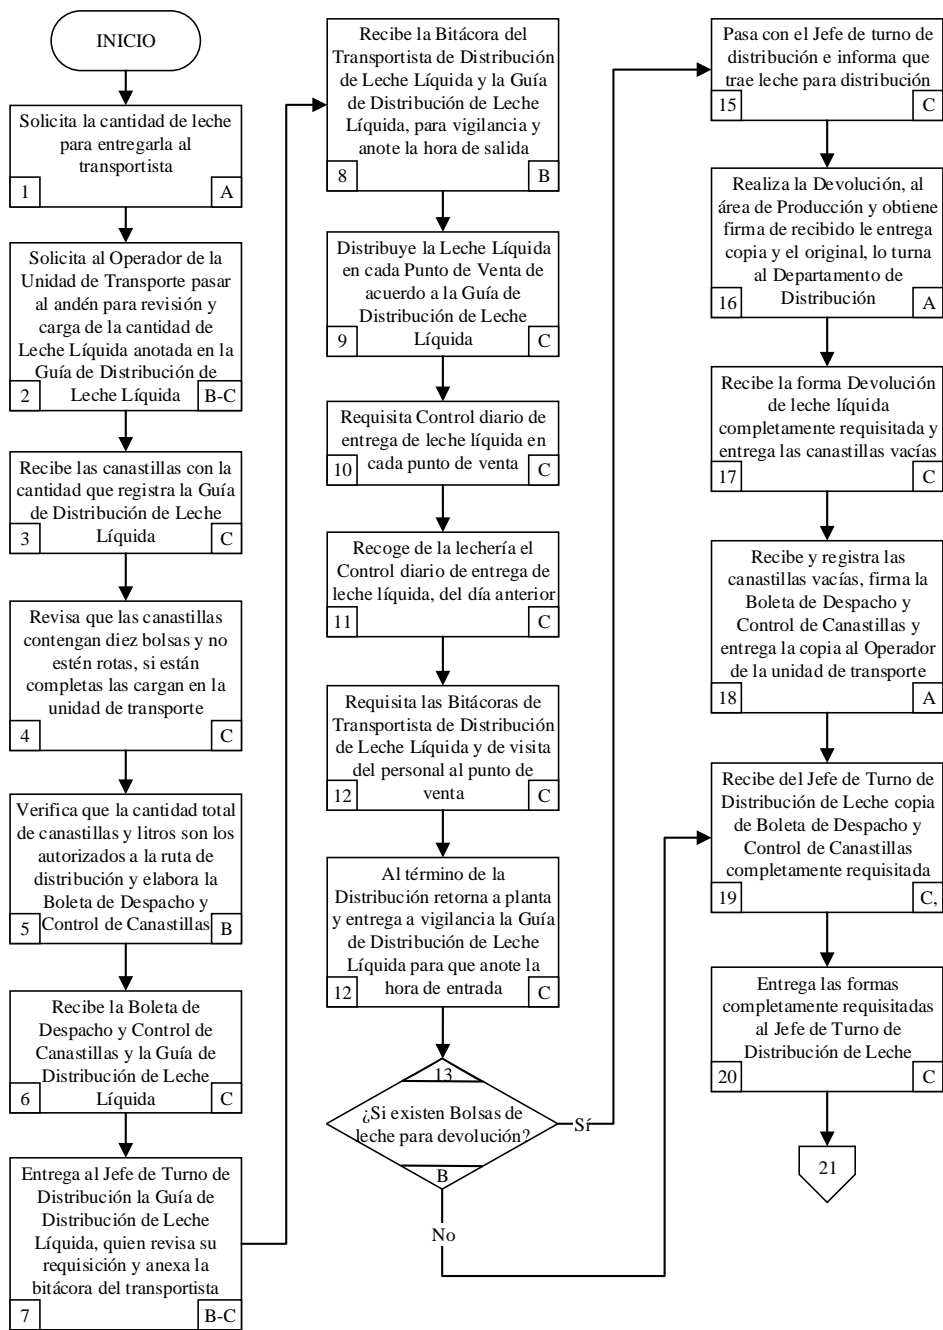 INICIO
Solicita la cantidad de leche
para entregarla al
transportista
1
A
Solicita al Operador de la
Unidad de Transporte pasar
al andén para revisión y
carga de la cantidad de
Leche Líquida anotada en la
Guía de Distribución de
Leche Líquida
2
B-C
Recibe las canastillas con la
cantidad que registra la Guía
de Distribución de Leche
Líquida
3
C
Revisa que las canastillas
contengan diez bolsas y no
estén rotas, si están
completas las cargan en la
unidad de transporte
4
C
Verifica que la cantidad total
de canastillas y litros son los
autorizados a la ruta de
distribución y elabora la
Boleta de Despacho y
Control de Canastillas
5
B
Recibe la Boleta de
Despacho y Control de
Canastillas y la Guía de
Distribución de Leche
Líquida
6
C
Entrega al Jefe de Turno de
Distribución la Guía de
Distribución de Leche
Líquida, quien revisa su
requisición y anexa la
bitácora del transportista
7
B-C
Recibe la Bitácora del
Transportista de Distribución
de Leche Líquida y la Guía
de Distribución de Leche
Líquida, para vigilancia y
anote la hora de salida
8
B
Distribuye la Leche Líquida
en cada Punto de Venta de
acuerdo a la Guía de
Distribución de Leche
Líquida
9
C
Requisita Control diario de
entrega de leche líquida en
cada punto de venta
10
C
Recoge de la lechería el
Control diario de entrega de
leche líquida, del día anterior
11
C
Requisita las Bitácoras de
Transportista de Distribución
de Leche Líquida y de visita
del personal al punto de
venta
12
C
Al término de la
Distribución retorna a planta
y entrega a vigilancia la Guía
de Distribución de Leche
Líquida para que anote la
hora de entrada
12
C
13
¿Si existen Bolsas de
leche para devolución?
B
Sí
No
Pasa con el Jefe de turno de
distribución e informa que
trae leche para distribución
15
C
Realiza la Devolución, al
área de Producción y obtiene
firma de recibido le entrega
copia y el original, lo turna
al Departamento de
Distribución
16
A
Recibe la forma Devolución
de leche líquida
completamente requisitada y
entrega las canastillas vacías
17
C
Recibe y registra las
canastillas vacías, firma la
Boleta de Despacho y
Control de Canastillas y
entrega la copia al Operador
de la unidad de transporte
18
A
Recibe del Jefe de Turno de
Distribución de Leche copia
de Boleta de Despacho y
Control de Canastillas
completamente requisitada
19
C,
Entrega las formas
completamente requisitadas
al Jefe de Turno de
Distribución de Leche
20
C
21